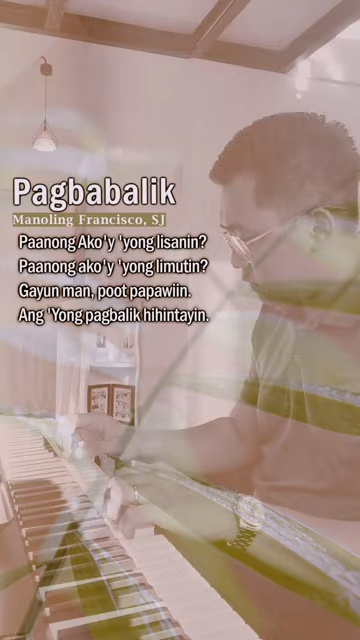 Pagbabalik
Manoling Francisco, SJ
Paanong Ako'y 'yong lisanin?
Paanong ako'y 'yong limutin?
Gayun man, poot papawiin.
Ang 'Yong pagbalik hihintayin.